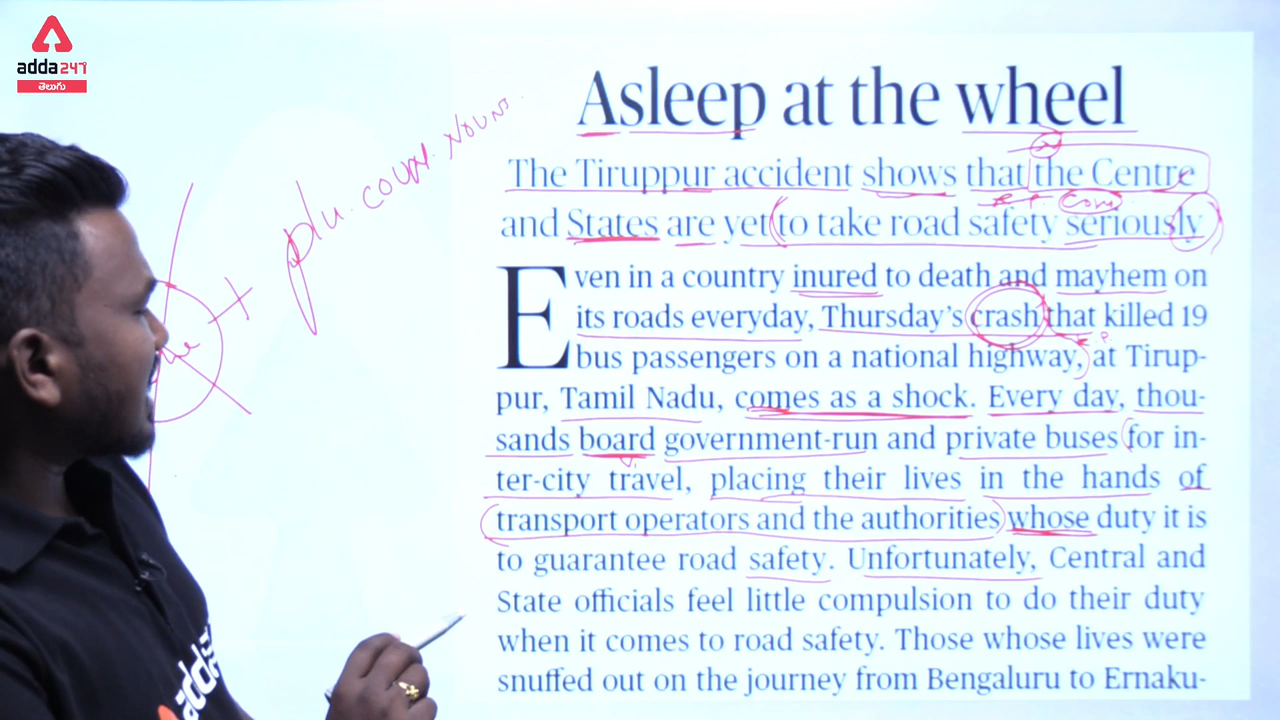 adda247
తెలుగు
Asleep at the wheel
The Tiruppur accident shows that the Centre
and States are yet to take road safety seriously
Even in a country inured to death and mayhem on
its roads everyday, Thursday's crash that killed 19
bus passengers on a national highway, at Tirup-
pur, Tamil Nadu, comes as a shock. Every day, thou-
sands board government-run and private buses for in-
ter-city travel, placing their lives in the hands of
transport operators and the authorities whose duty it is
to guarantee road safety. Unfortunately, Central and
State officials feel little compulsion to do their duty
when it comes to road safety. Those whose lives were
snuffed out on the journey from Bengaluru to Ernaku-
+ plu. coun. Noun.
adda2